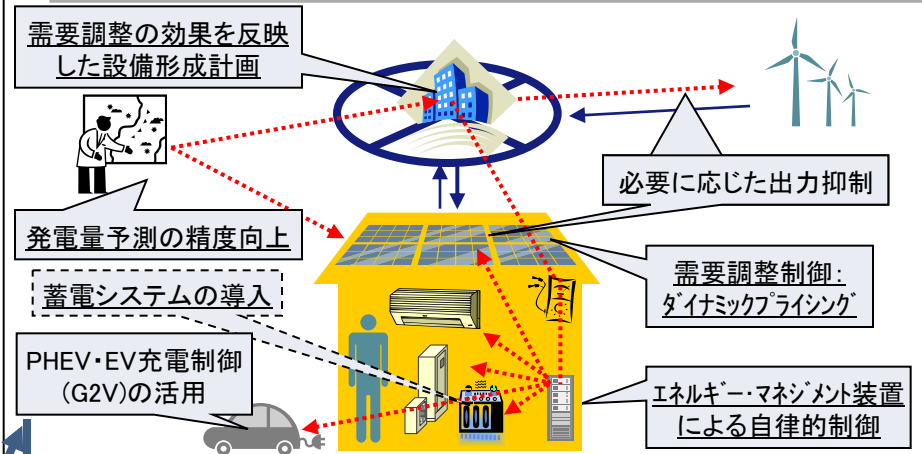 需要調整の効果を反映
した設備形成計画
必要に応じた出力抑制
発電量予測の精度向上
需要調整制御:
ﾀﾞｲﾅﾐｯｸﾌﾟﾗｲｼﾝｸﾞ
蓄電システムの導入
PHEV・EV充電制御
(G2V)の活用
ｴﾈﾙｷﾞｰ・ﾏﾈｼﾞﾒﾝﾄ装置
による自律的制御